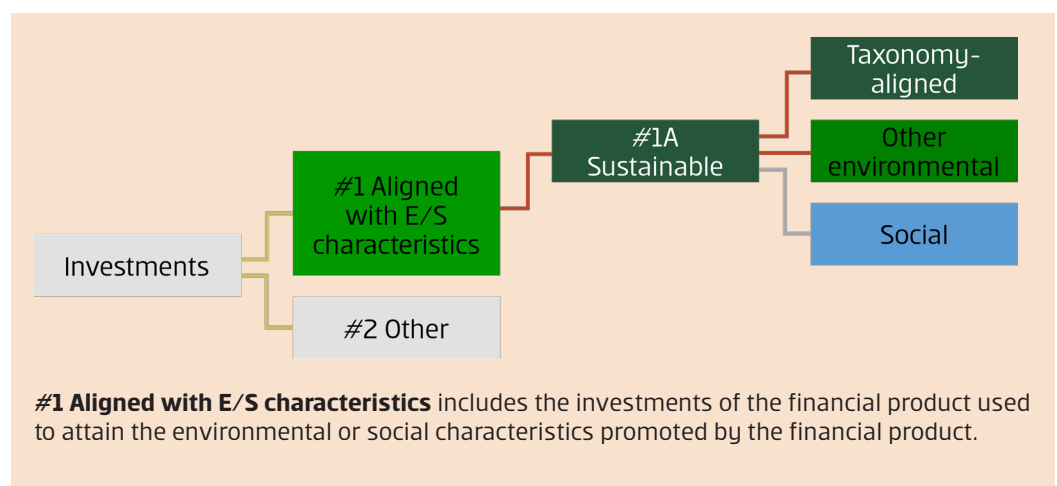 Taxonomy-
aligned
#1A
Sustainable
Other
environmental
#1 Aligned
with E/S
characteristics
Social
Investments
#2 Other
#1 Aligned with E/S characteristics includes the investments of the financial product used
to attain the environmental or social characteristics promoted by the financial product.